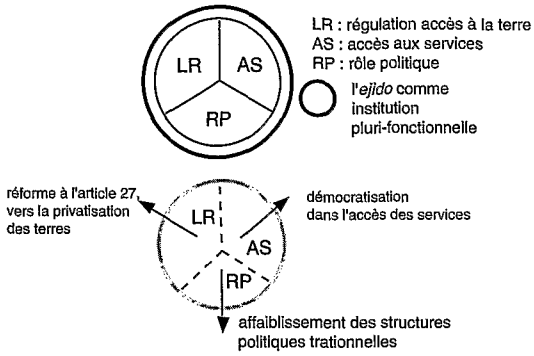 LR : régulation accès à la terre
AS : accès aux services
RP : rôle politique
l'ejido comme
institution
pluri-fonctionnelle
LR
AS
RP
réforme à l'article 27,
vers la privatisation
des terres
démocratisation
dans l'accès des services
LR
AS
RP
affaiblissement des structures
politiques trationnelles